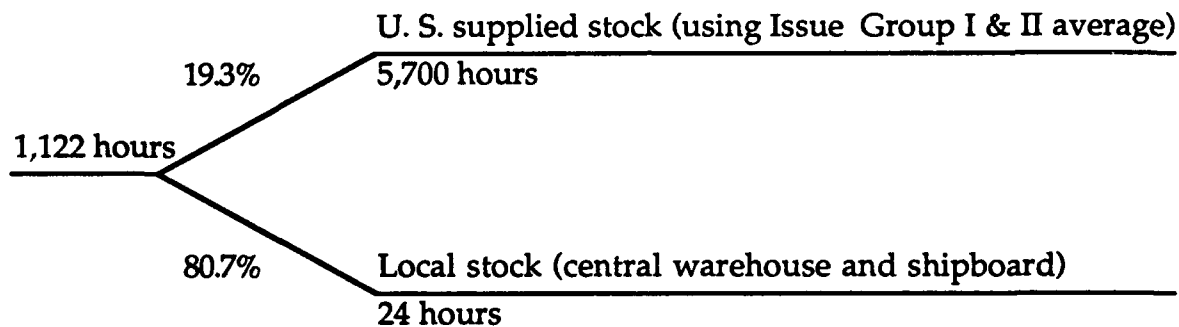 U. S. supplied stock (using Issue Group I & II average)
19.3%
5,700 hours
1,122 hours
80.7%
Local stock (central warehouse and shipboard)
24 hours